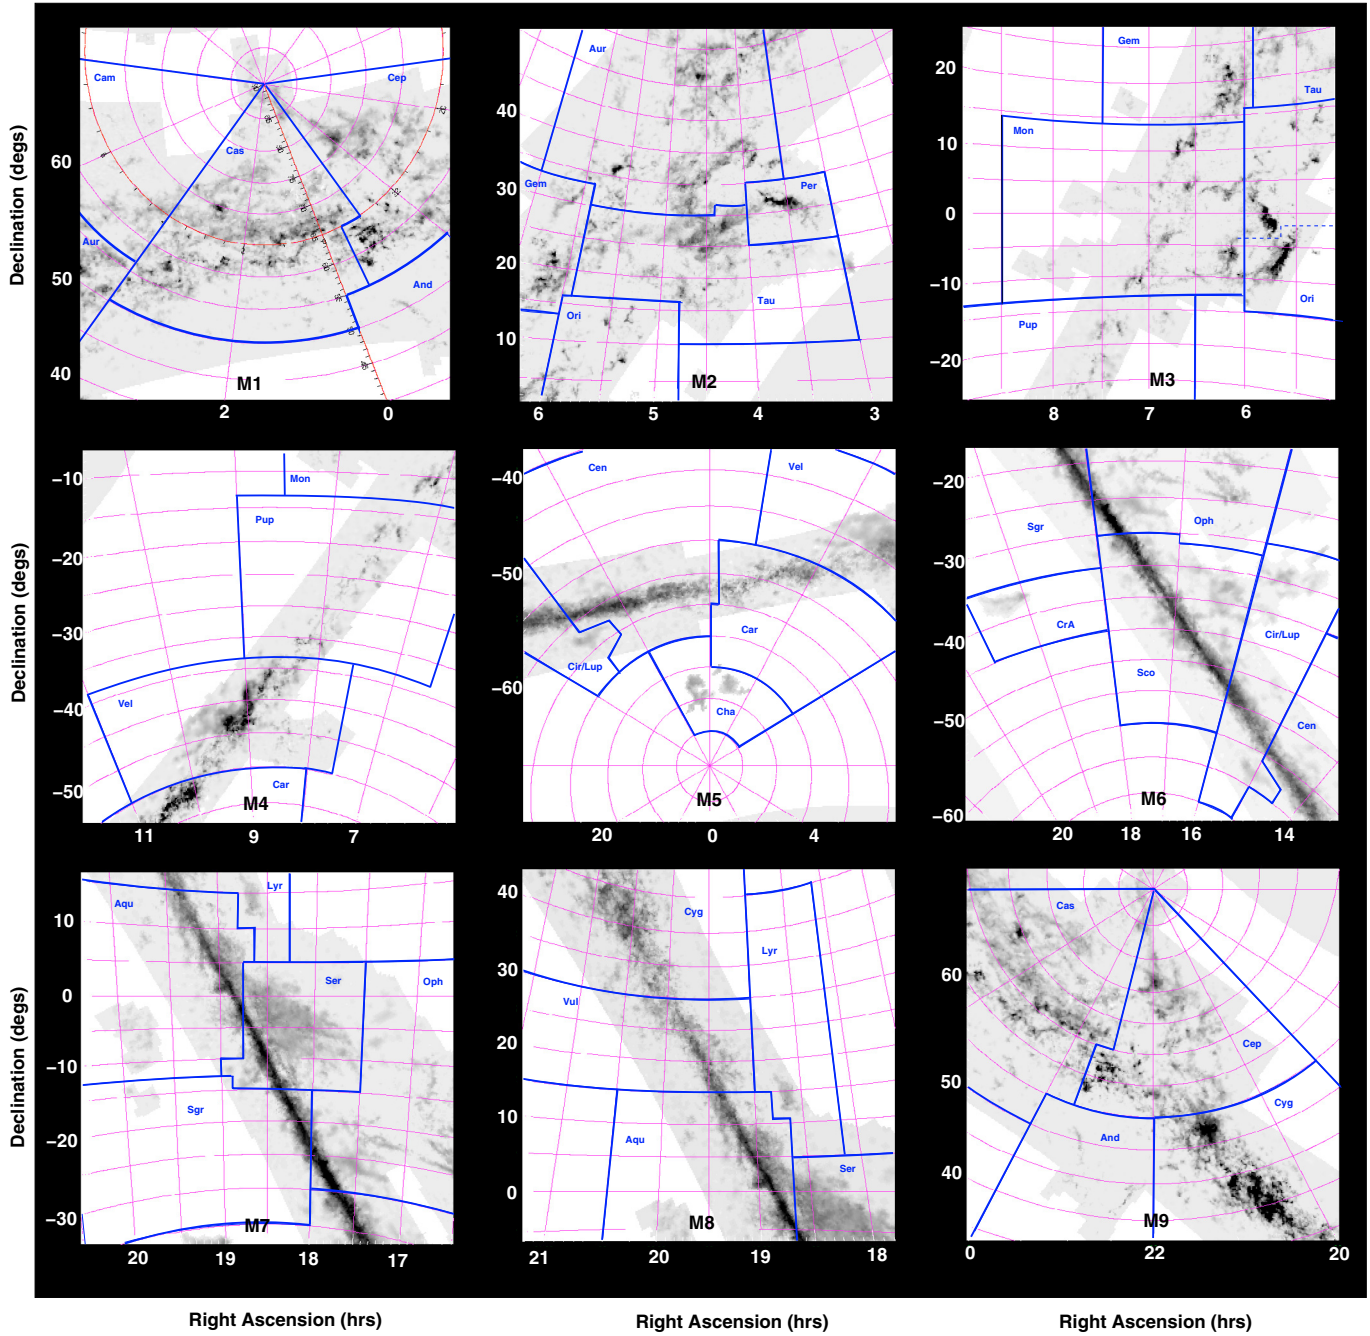 Cam
Cep
Cas
Aur
And
M1
60
50
40
2
0
Declination (degs)
Aur
Gem
Per
Tau
Ori
M2
40
30
20
10
6
5
4
3
Gem
Tau
Mon
Ori
Pup
M3
20
10
0
−10
−20
8
7
6
Mon
Pup
Vel
Car
M4
−10
−20
−30
−40
−50
11
9
7
Declination (degs)
Cen
Vel
Car
Cir/Lup
Cha
M5
−40
−50
−60
20
0
4
Sgr
Oph
CrA
Cir/Lup
Sco
Cen
M6
−20
−30
−40
−50
−60
20
18
16
14
Lyr
Aqu
Ser
Oph
Sgr
M7
10
0
−10
−20
−30
20
19
18
17
Declination (degs)
Right Ascension (hrs)
Cyg
Lyr
Vul
Aqu
Ser
M8
40
30
20
10
0
21
20
19
18
Right Ascension (hrs)
Cas
Cep
Cyg
And
M9
60
50
40
0
22
20
Right Ascension (hrs)